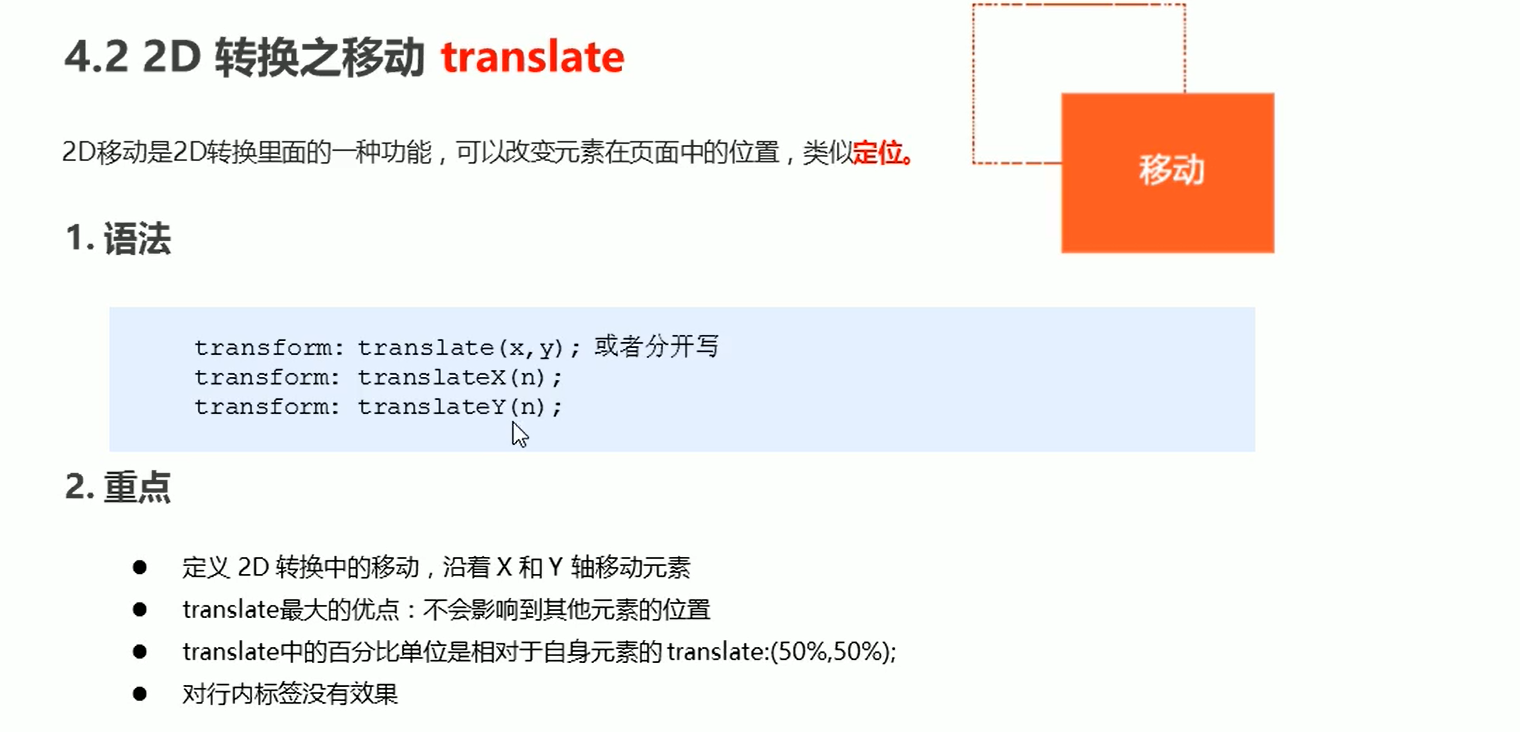 4.2 2D 转换之移动 translate
2D移动是2D转换里面的一种功能，可以改变元素在页面中的位置，类似定位。
移动
1. 语法
transform: translate(x,y); 或者分开写
transform: translateX(n);
transform: translateY(n);
2. 重点
● 定义 2D 转换中的移动，沿着 X 和 Y 轴移动元素
● translate最大的优点：不会影响到其他元素的位置
● translate中的百分比单位是相对于自身元素的 translate:(50%,50%);
● 对行内标签没有效果